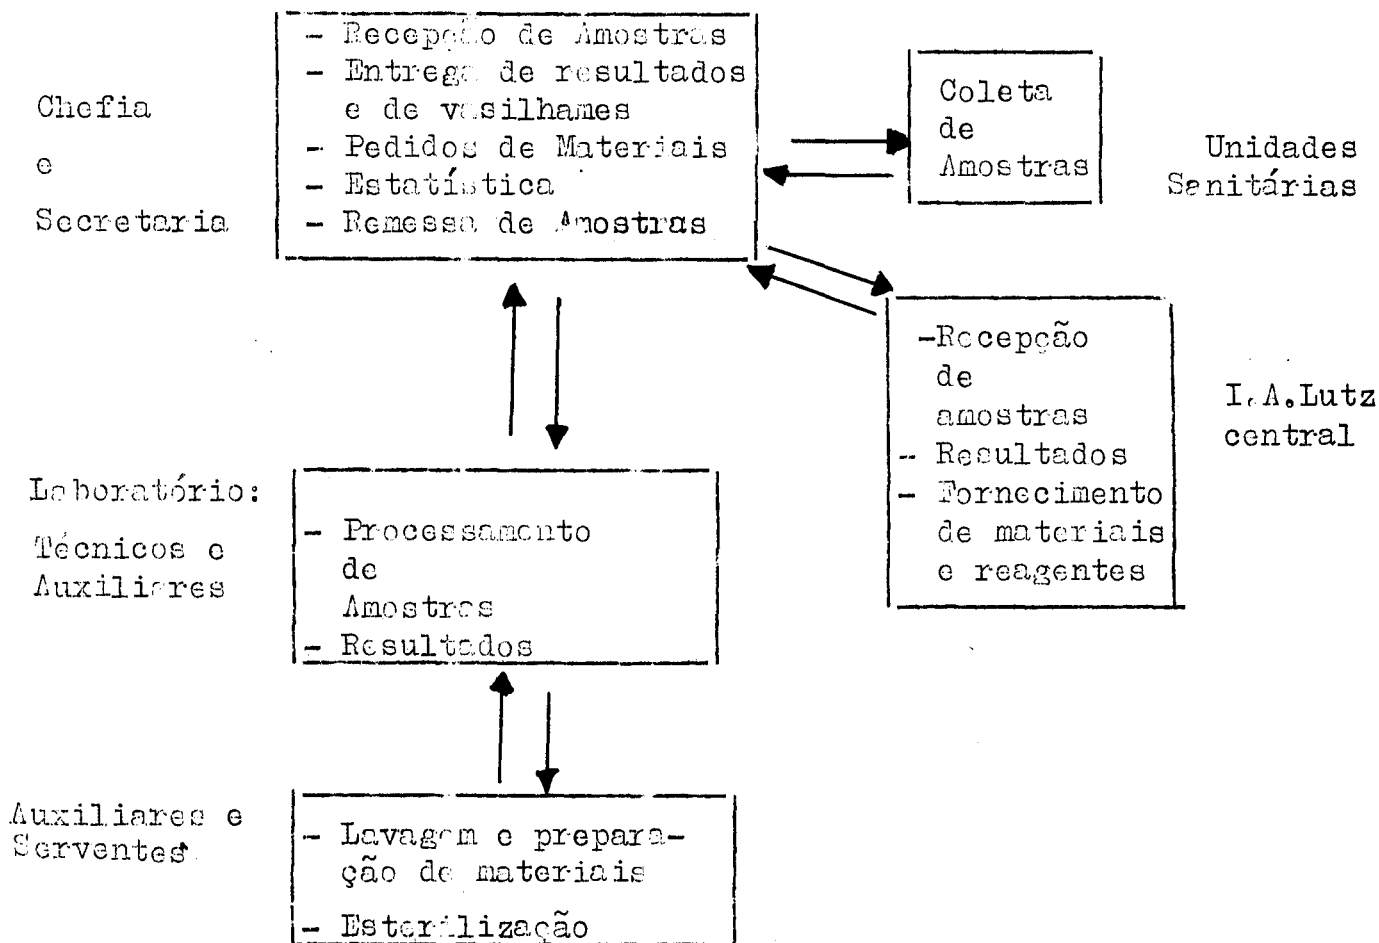 Chefia
e
Secretaria
- Recepção de Amostras
- Entrega de resultados
e de vasilhames
- Pedidos de Materiais
- Estatística
- Remessa de Amostras
Coleta
de
Amostras
Unidades
Sanitárias
-Recepção
de
amostras
- Resultados
- Fornecimento
de materiais
e reagentes
I.A.Lutz
central
Laboratório:
Técnicos e
Auxiliares
- Processamento
de
Amostras
- Resultados
Auxiliares e
Serventes
- Lavagem e prepara-
ção de materiais
- Esterilização